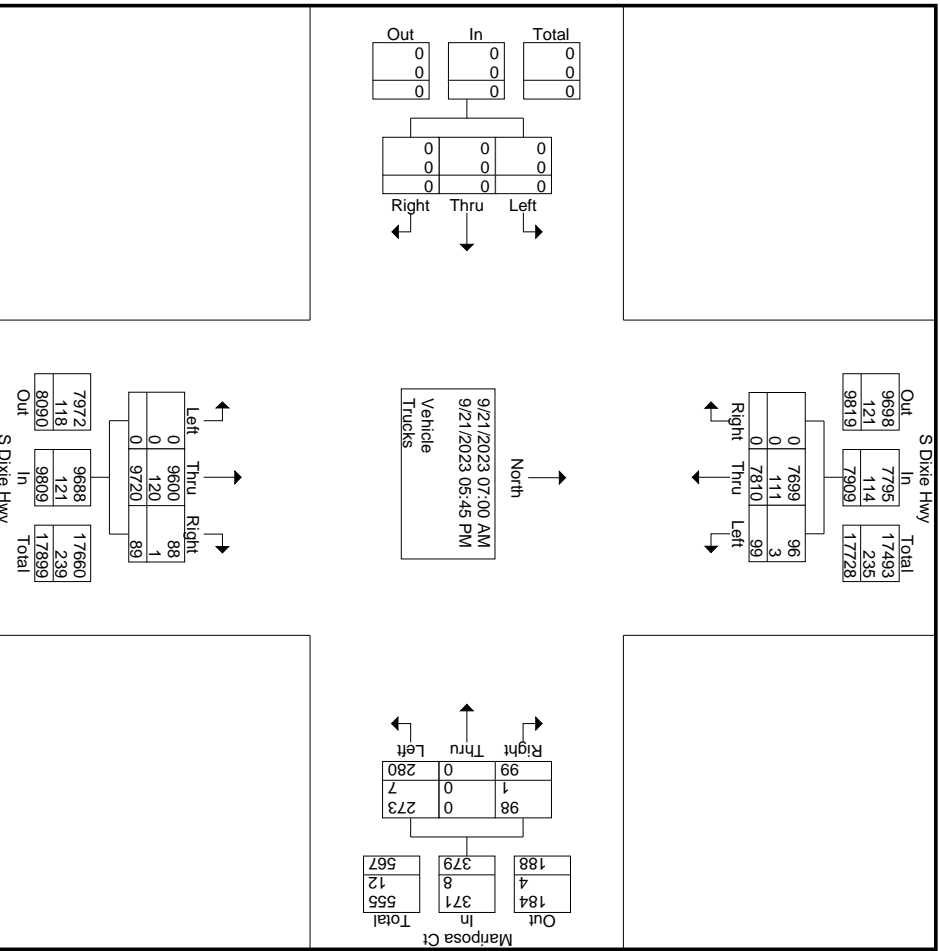 Out In Total
0 0 0
0 0 0
0 0 0
0 0 0
0 0 0
0 0 0
Right Thru Left
S Dixie Hwy
Out In Total
9698 7795 17493
121 114 235
9819 7909 17728
0 7699 96
0 111 3
0 7810 99
Right Thru Left
North
9/21/2023 07:00 AM
9/21/2023 05:45 PM
Vehicle
Trucks
Left Thru Right
0 9600 88
0 120 1
0 9720 89
7972 9688 17660
118 121 239
8090 9809 17899
Out In Total
S Dixie Hwy
Mariposa Ct
Out In Total
184 371 555
4 8 12
188 379 567
98 0 273
1 0 7
99 0 280
Right Thru Left